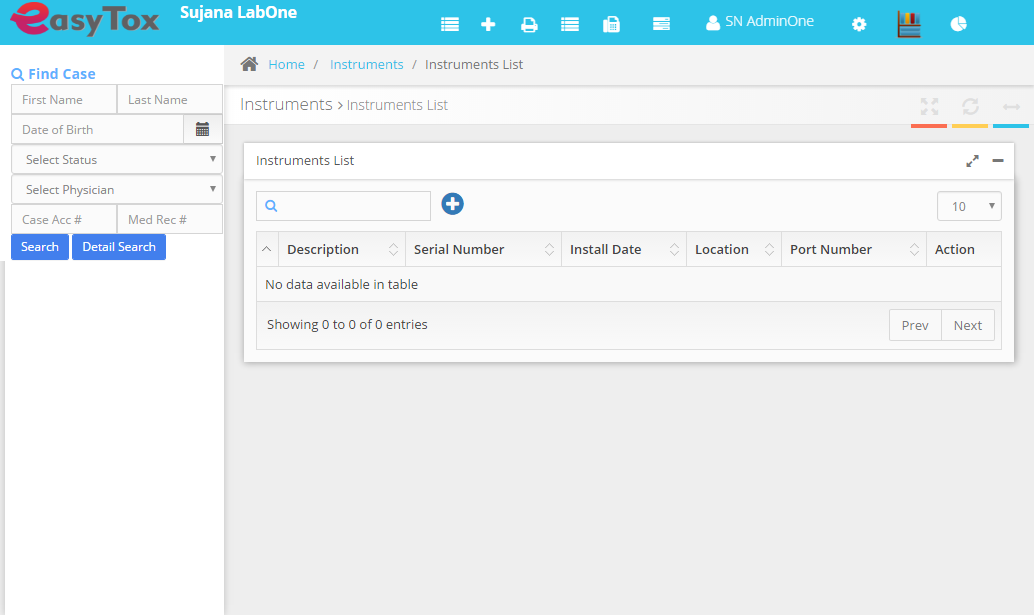 easyTox
Sujana LabOne
SN AdminOne
Find Case
First Name Last Name
Date of Birth
Select Status
Select Physician
Case Acc # Med Rec #
Search Detail Search
Home / Instruments / Instruments List
Instruments > Instruments List
Instruments List
10
Description Serial Number Install Date Location Port Number Action
No data available in table
Showing 0 to 0 of 0 entries
Prev Next